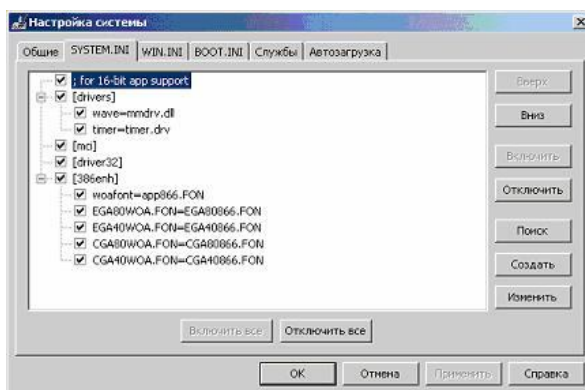 Настройка системы
Общие SYSTEM.INI WIN.INI BOOT.INI Службы Автозагрузка
; for 16-bit app support
[drivers]
wave=mmdrv.dll
timer=timer.drv
[mci]
[driver32]
[386enh]
woafont=app866.FON
EGA80WOA.FON=EGA80866.FON
EGA40WOA.FON=EGA40866.FON
CGA80WOA.FON=CGA80866.FON
CGA40WOA.FON=CGA40866.FON
Вверх
Вниз
Включить
Отключить
Поиск
Создать
Изменить
Включить все Отключить все
OK Отмена Применить Справка